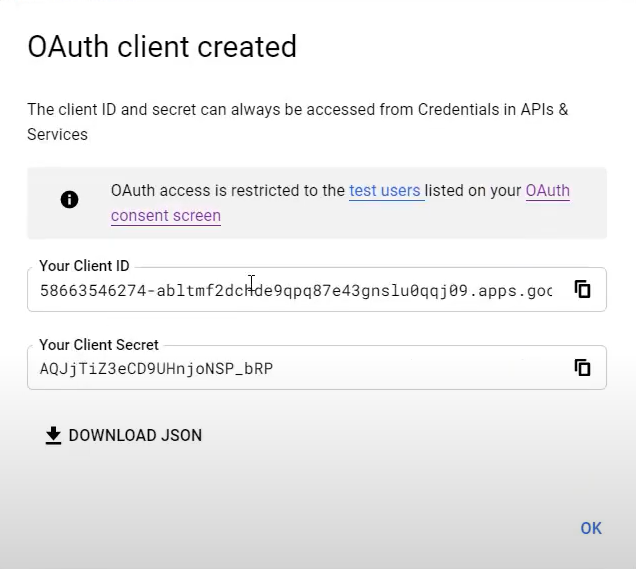 OAuth client created
The client ID and secret can always be accessed from Credentials in APIs &
Services
OAuth access is restricted to the test users listed on your OAuth
consent screen
Your Client ID
58663546274-abltmf2dchde9qpq87e43gnslu0qqj09.apps.goo
Your Client Secret
AQJjTiZ3eCD9UHnjoNSP_bRP
DOWNLOAD JSON
OK